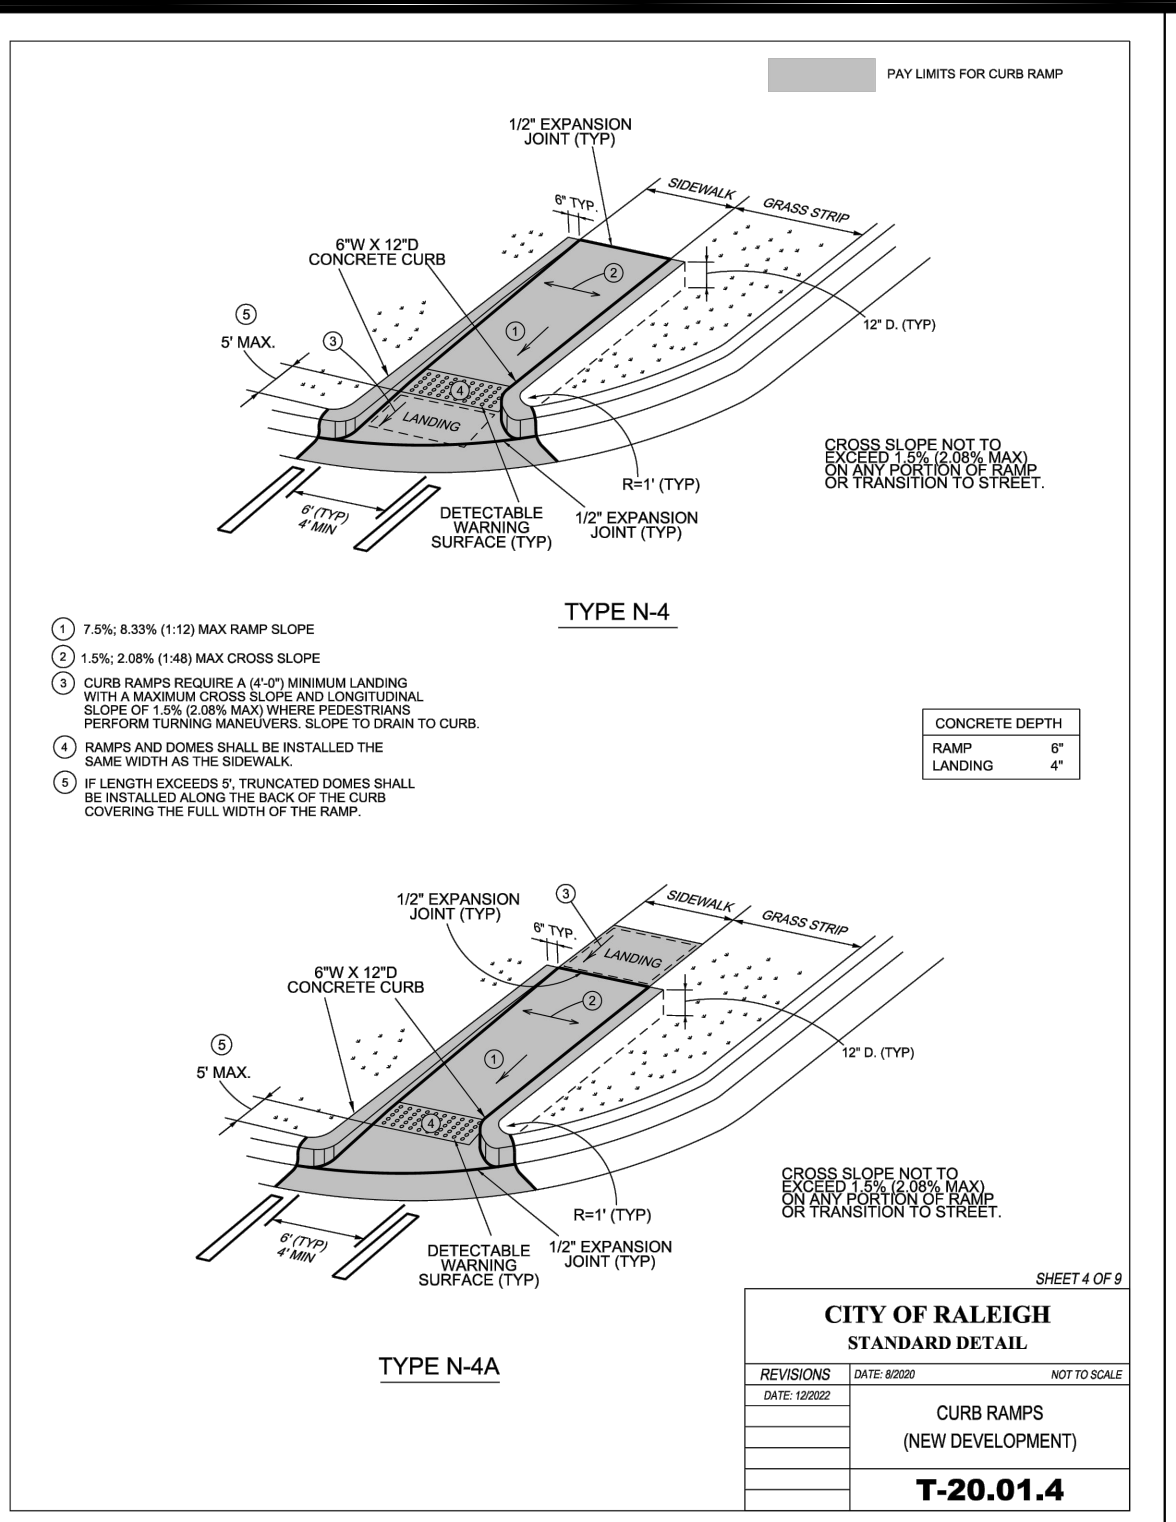 PAY LIMITS FOR CURB RAMP
1/2" EXPANSION
JOINT (TYP)
SIDEWALK
GRASS STRIP
6" TYP.
6"W X 12"D
CONCRETE CURB
2
5
5' MAX.
3
1
12" D. (TYP)
4
LANDING
CROSS SLOPE NOT TO
EXCEED 1.5% (2.08% MAX)
ON ANY PORTION OF RAMP
OR TRANSITION TO STREET.
R=1' (TYP)
6' (TYP)
4' MIN
DETECTABLE
WARNING
SURFACE (TYP)
1/2" EXPANSION
JOINT (TYP)
TYPE N-4
1 7.5%; 8.33% (1:12) MAX RAMP SLOPE
2 1.5%; 2.08% (1:48) MAX CROSS SLOPE
3 CURB RAMPS REQUIRE A (4'-0") MINIMUM LANDING
WITH A MAXIMUM CROSS SLOPE AND LONGITUDINAL
SLOPE OF 1.5% (2.08% MAX) WHERE PEDESTRIANS
PERFORM TURNING MANEUVERS. SLOPE TO DRAIN TO CURB.
4 RAMPS AND DOMES SHALL BE INSTALLED THE
SAME WIDTH AS THE SIDEWALK.
5 IF LENGTH EXCEEDS 5', TRUNCATED DOMES SHALL
BE INSTALLED ALONG THE BACK OF THE CURB
COVERING THE FULL WIDTH OF THE RAMP.
CONCRETE DEPTH
RAMP 6"
LANDING 4"
1/2" EXPANSION
JOINT (TYP)
3
SIDEWALK
GRASS STRIP
6" TYP.
LANDING
6"W X 12"D
CONCRETE CURB
2
5
5' MAX.
1
12" D. (TYP)
4
CROSS SLOPE NOT TO
EXCEED 1.5% (2.08% MAX)
ON ANY PORTION OF RAMP
OR TRANSITION TO STREET.
R=1' (TYP)
6' (TYP)
4' MIN
DETECTABLE
WARNING
SURFACE (TYP)
1/2" EXPANSION
JOINT (TYP)
TYPE N-4A
SHEET 4 OF 9
CITY OF RALEIGH
STANDARD DETAIL
REVISIONS
DATE: 8/2020
NOT TO SCALE
DATE: 12/2022
CURB RAMPS
(NEW DEVELOPMENT)
T-20.01.4